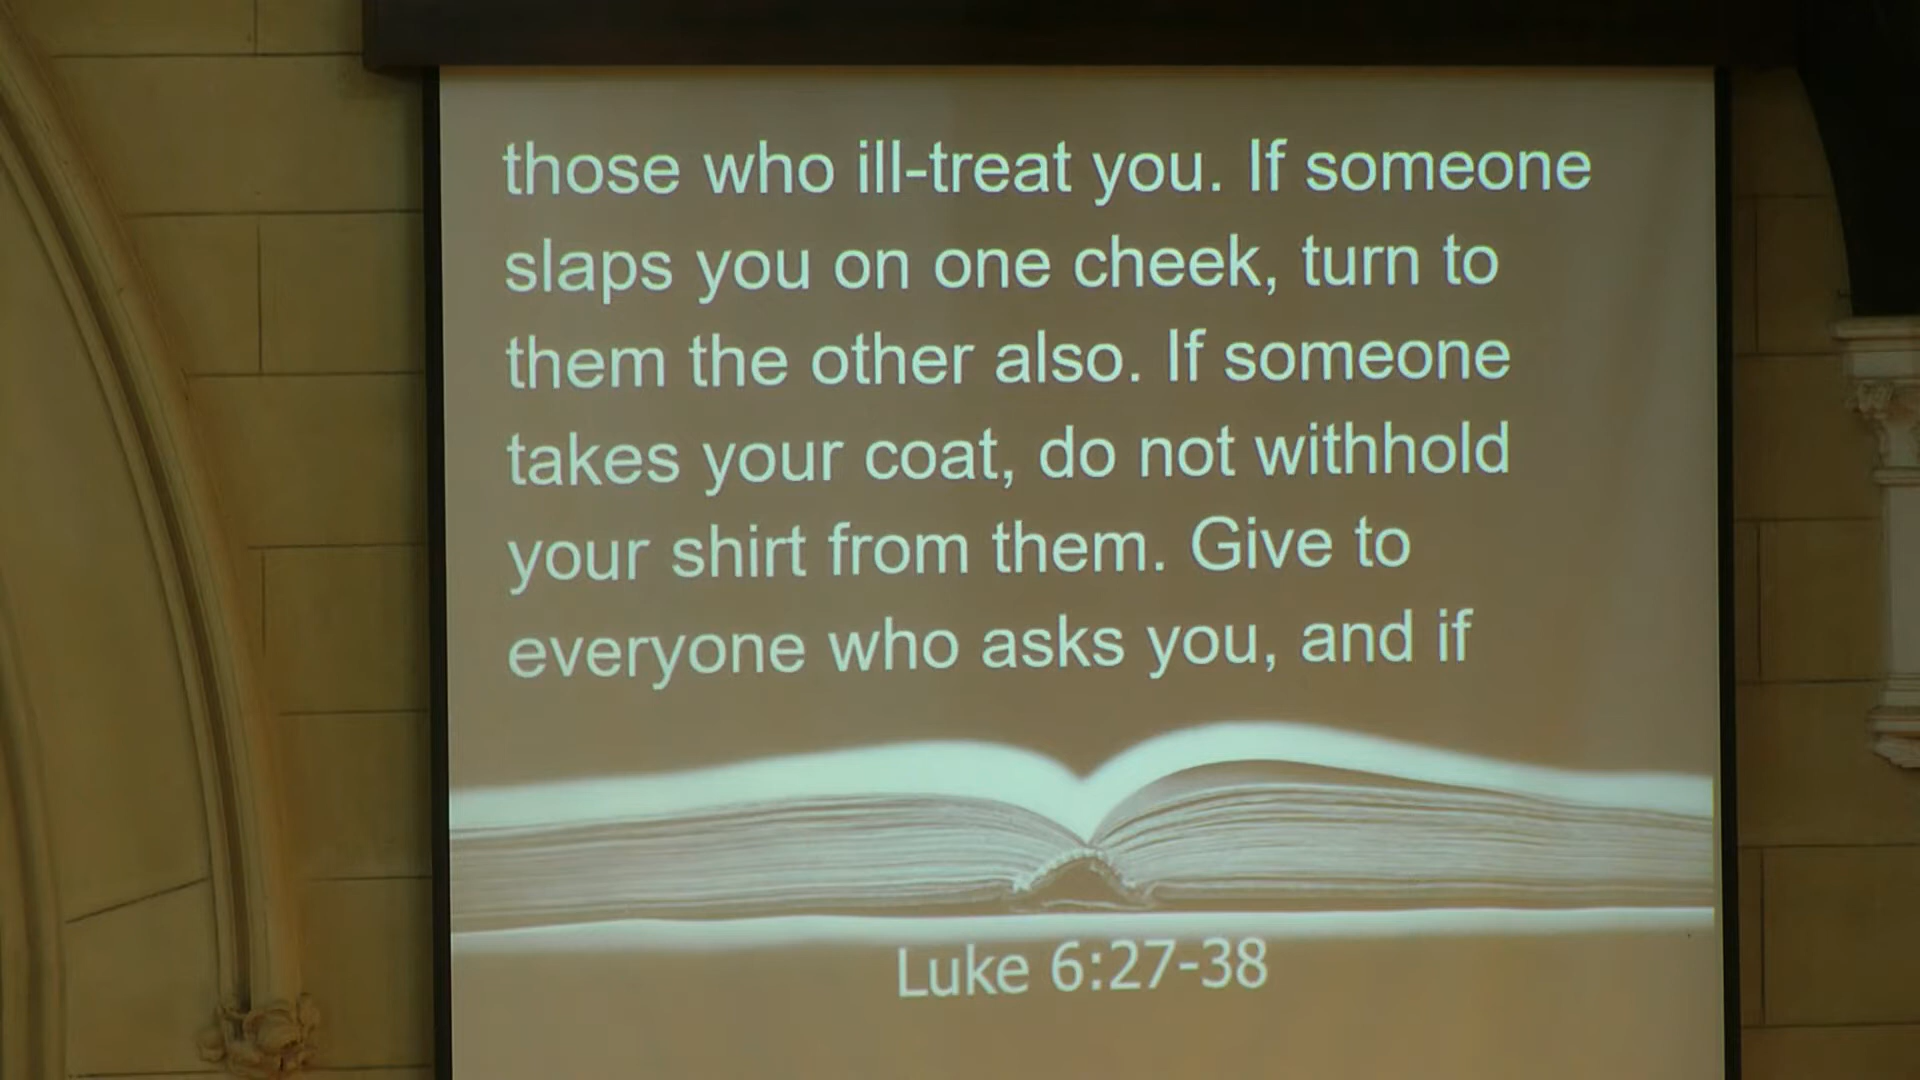 those who ill-treat you. If someone
slaps you on one cheek, turn to
them the other also. If someone
takes your coat, do not withhold
your shirt from them. Give to
everyone who asks you, and if
Luke 6:27-38